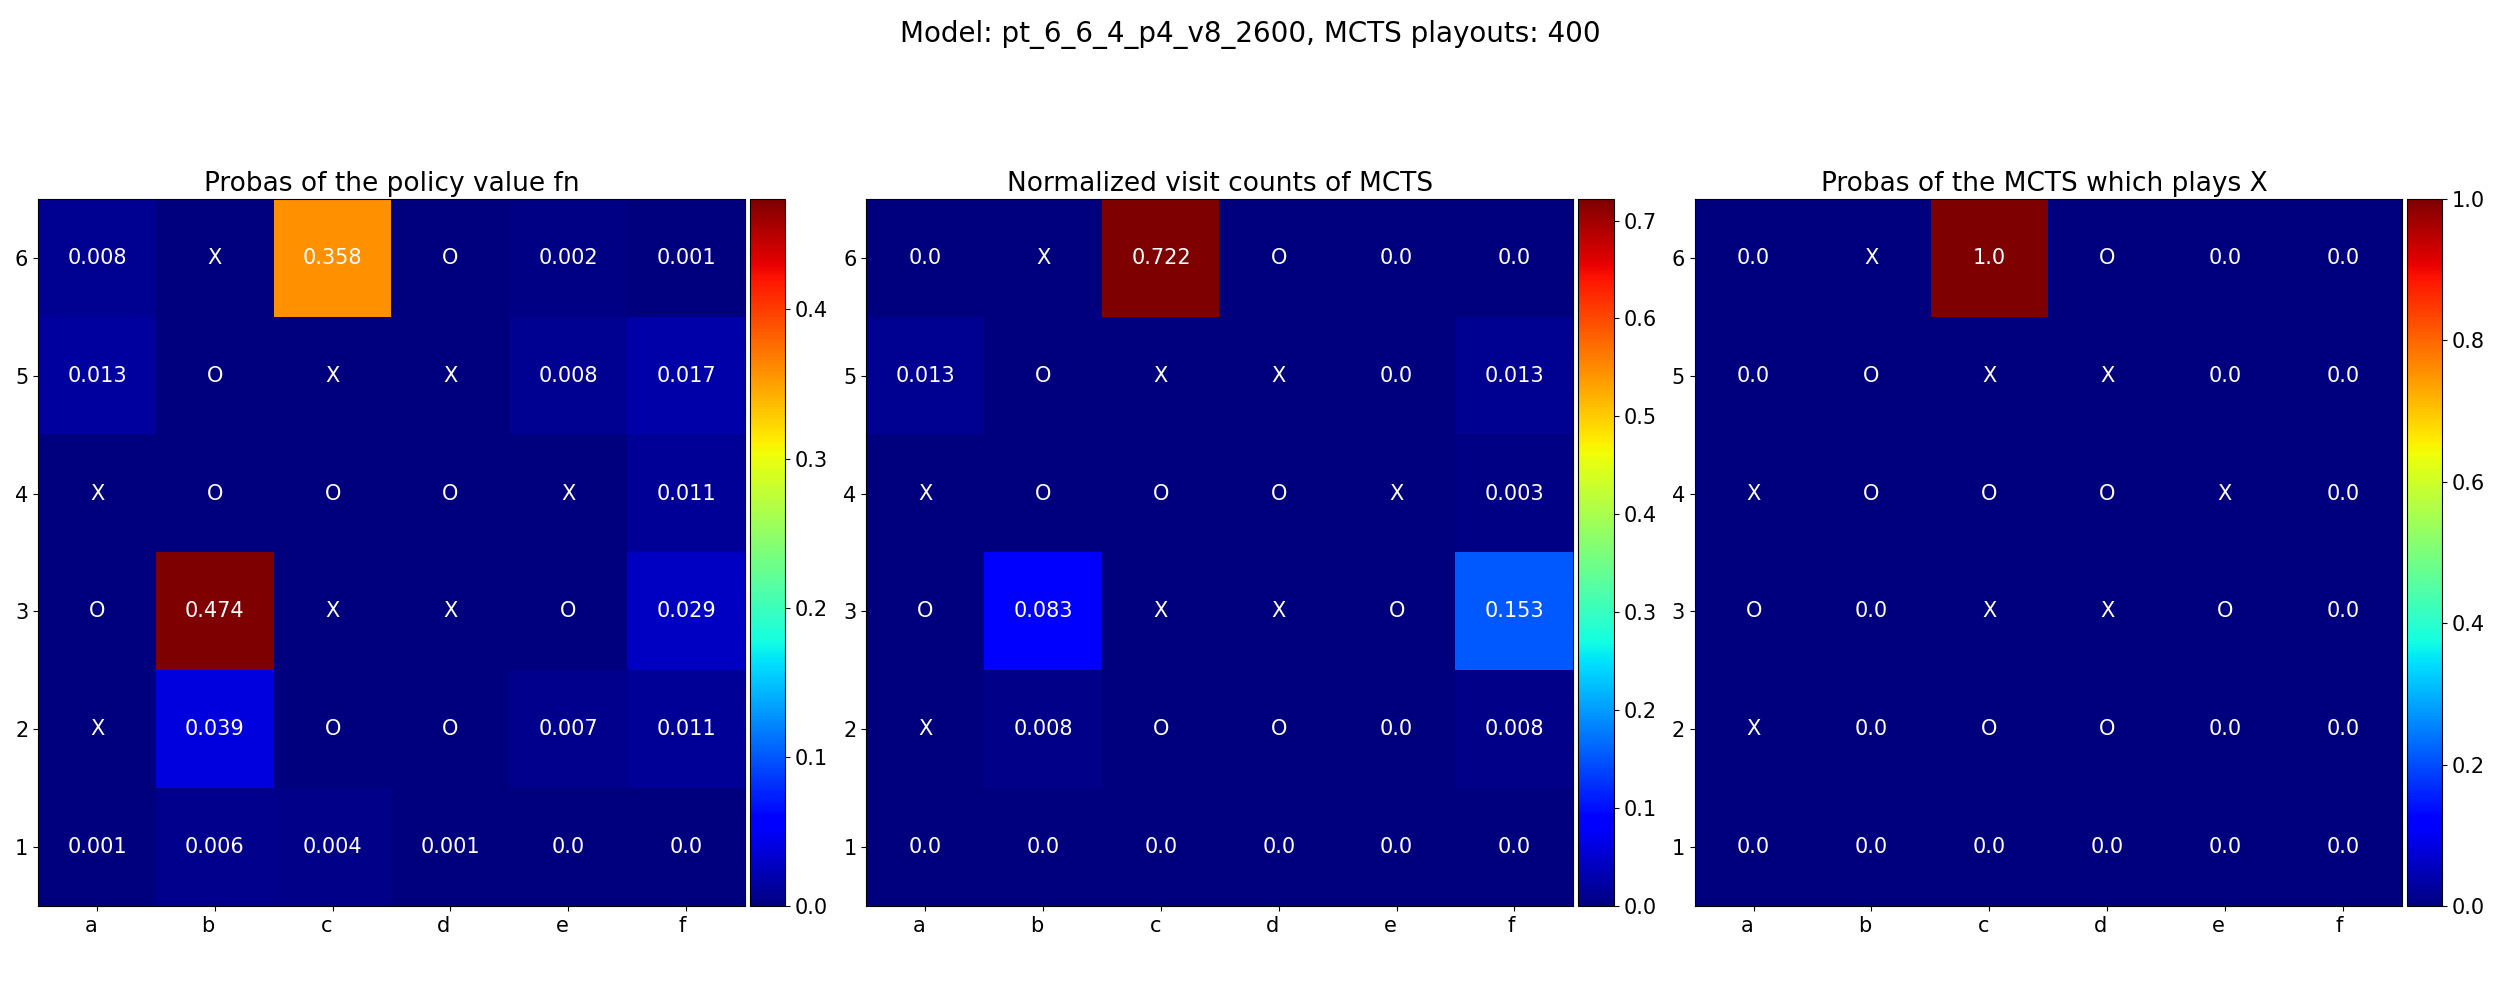 Model: pt_6_6_4_p4_v8_2600, MCTS playouts: 400
Probas of the policy value fn
6 0.008 X 0.358 O 0.002 0.001
5 0.013 O X X 0.008 0.017
4 X O O O X 0.011
3 O 0.474 X X O 0.029
2 X 0.039 O O 0.007 0.011
1 0.001 0.006 0.004 0.001 0.0 0.0
a b c d e f
0.4
0.3
0.2
0.1
0.0
Normalized visit counts of MCTS
6 0.0 X 0.722 O 0.0 0.0
5 0.013 O X X 0.0 0.013
4 X O O O X 0.003
3 O 0.083 X X O 0.153
2 X 0.008 O O 0.0 0.008
1 0.0 0.0 0.0 0.0 0.0 0.0
a b c d e f
0.7
0.6
0.5
0.4
0.3
0.2
0.1
0.0
Probas of the MCTS which plays X
6 0.0 X 1.0 O 0.0 0.0
5 0.0 O X X 0.0 0.0
4 X O O O X 0.0
3 O 0.0 X X O 0.0
2 X 0.0 O O 0.0 0.0
1 0.0 0.0 0.0 0.0 0.0 0.0
a b c d e f
1.0
0.8
0.6
0.4
0.2
0.0